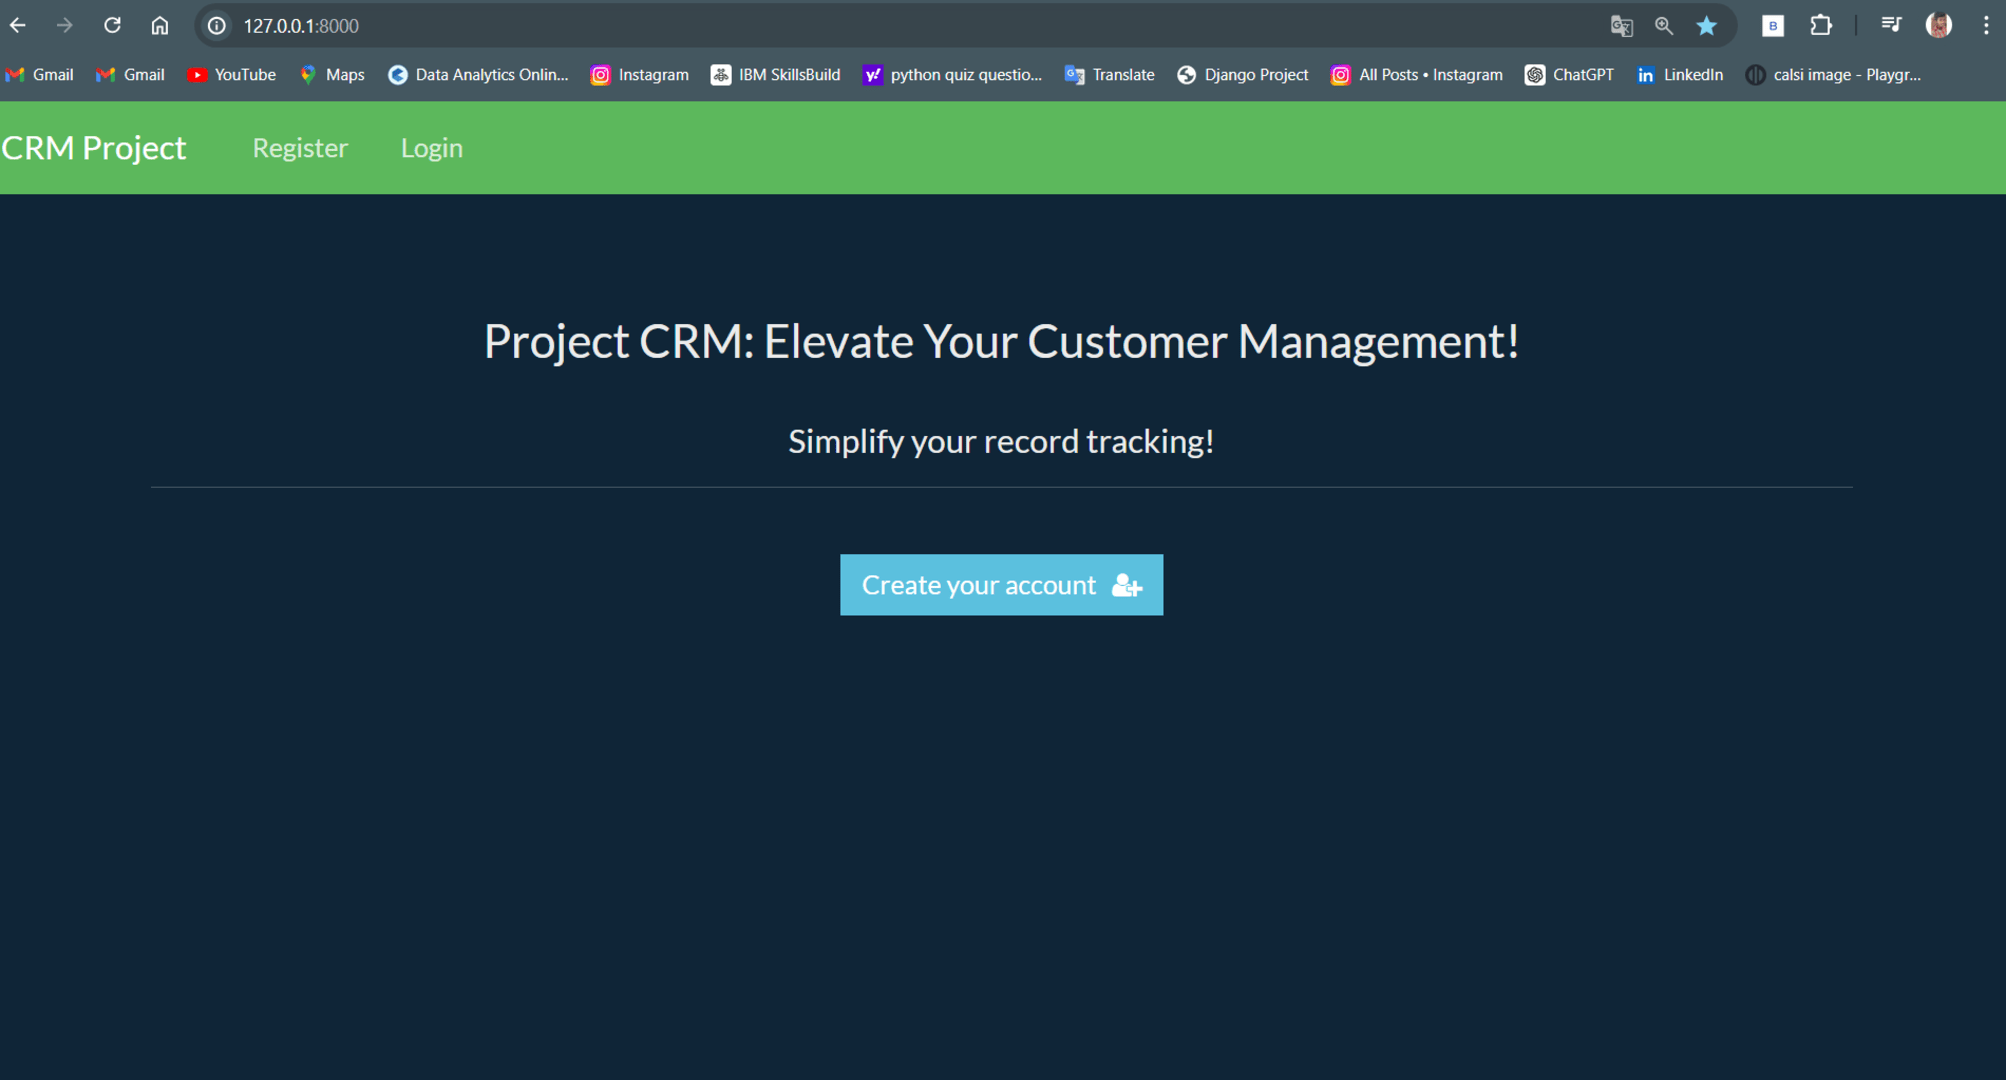 127.0.0.1:8000
B
Gmail Gmail YouTube Maps Data Analytics Onlin... Instagram IBM SkillsBuild python quiz questio... Translate Django Project All Posts • Instagram ChatGPT LinkedIn calsi image - Playgr...
CRM Project Register Login
Project CRM: Elevate Your Customer Management!
Simplify your record tracking!
Create your account